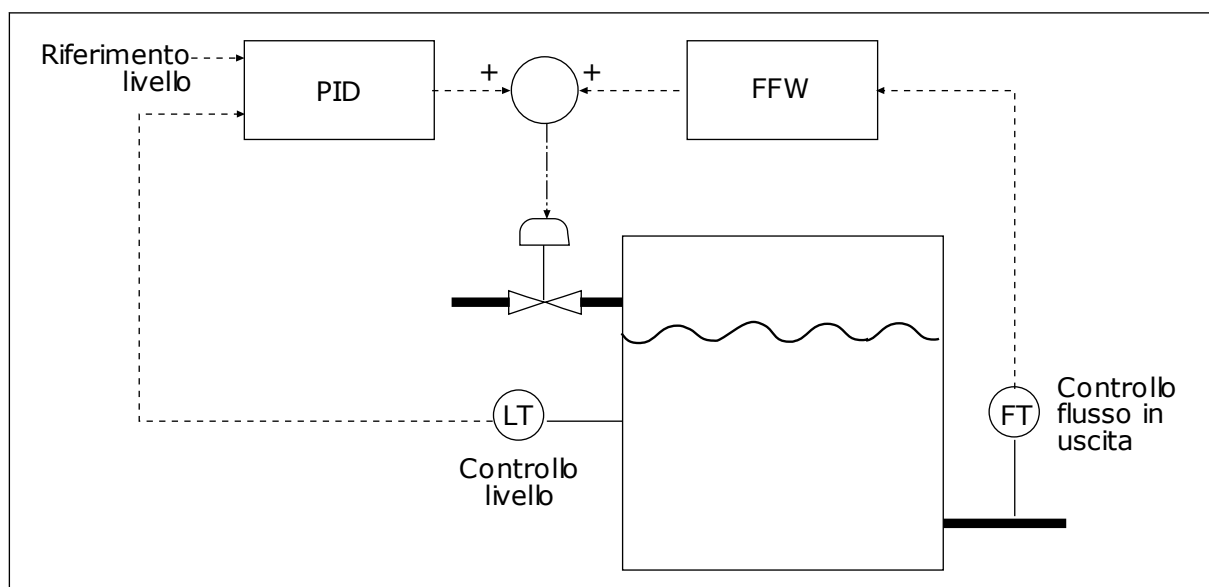 Riferimento
livello
PID
+
+
FFW
LT
Controllo
livello
FT
Controllo
flusso in
uscita